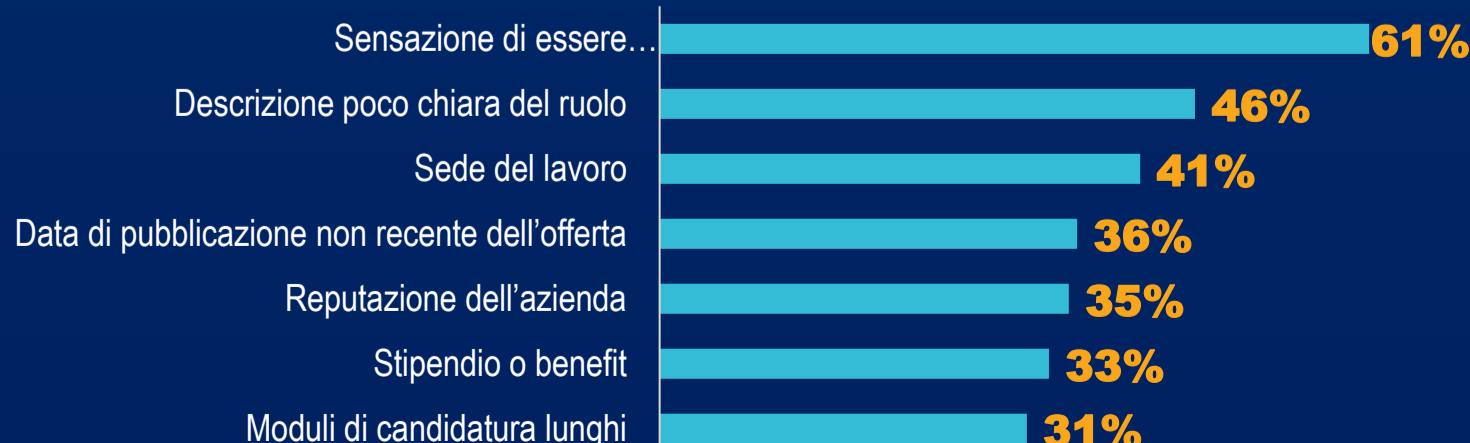 Sensazione di essere… 61%
Descrizione poco chiara del ruolo 46%
Sede del lavoro 41%
Data di pubblicazione non recente dell’offerta 36%
Reputazione dell’azienda 35%
Stipendio o benefit 33%
Moduli di candidatura lunghi 31%